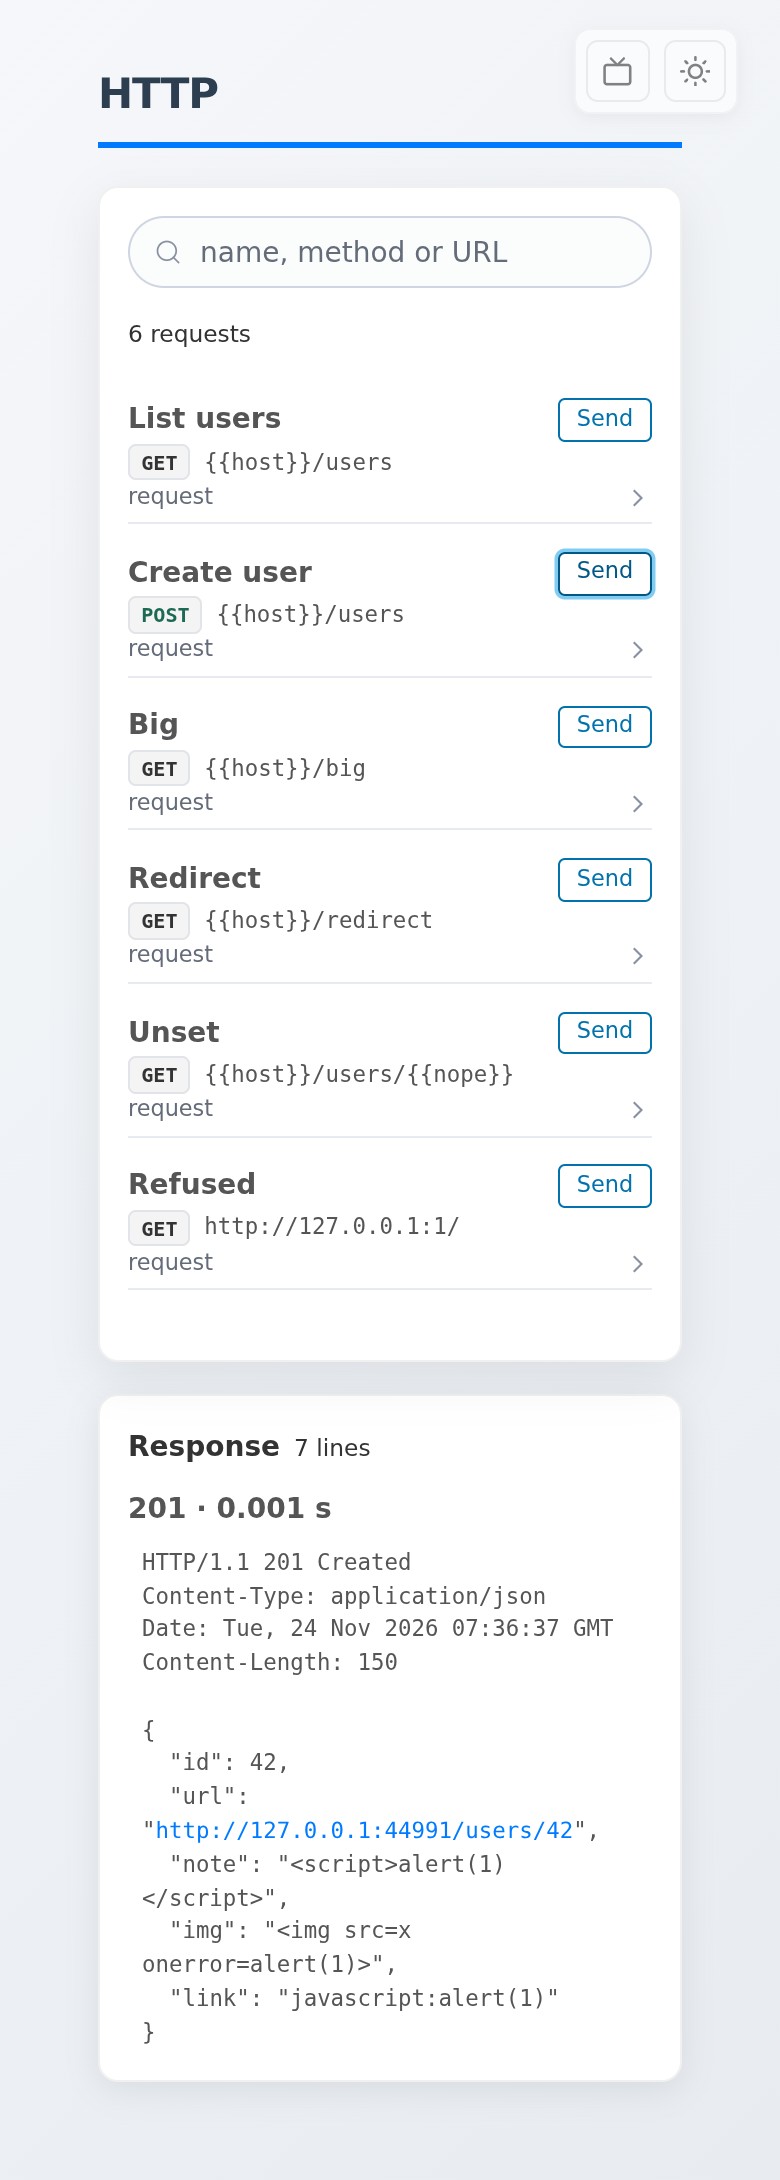 HTTP
name, method or URL
6 requests
List users
Send
GET {{host}}/users
request
Create user
Send
POST {{host}}/users
request
Big
Send
GET {{host}}/big
request
Redirect
Send
GET {{host}}/redirect
request
Unset
Send
GET {{host}}/users/{{nope}}
request
Refused
Send
GET http://127.0.0.1:1/
request
Response 7 lines
201 · 0.001 s
HTTP/1.1 201 Created
Content-Type: application/json
Date: Tue, 24 Nov 2026 07:36:37 GMT
Content-Length: 150
{
  "id": 42,
  "url":
"http://127.0.0.1:44991/users/42",
  "note": "<script>alert(1)
</script>",
  "img": "<img src=x
onerror=alert(1)>",
  "link": "javascript:alert(1)"
}